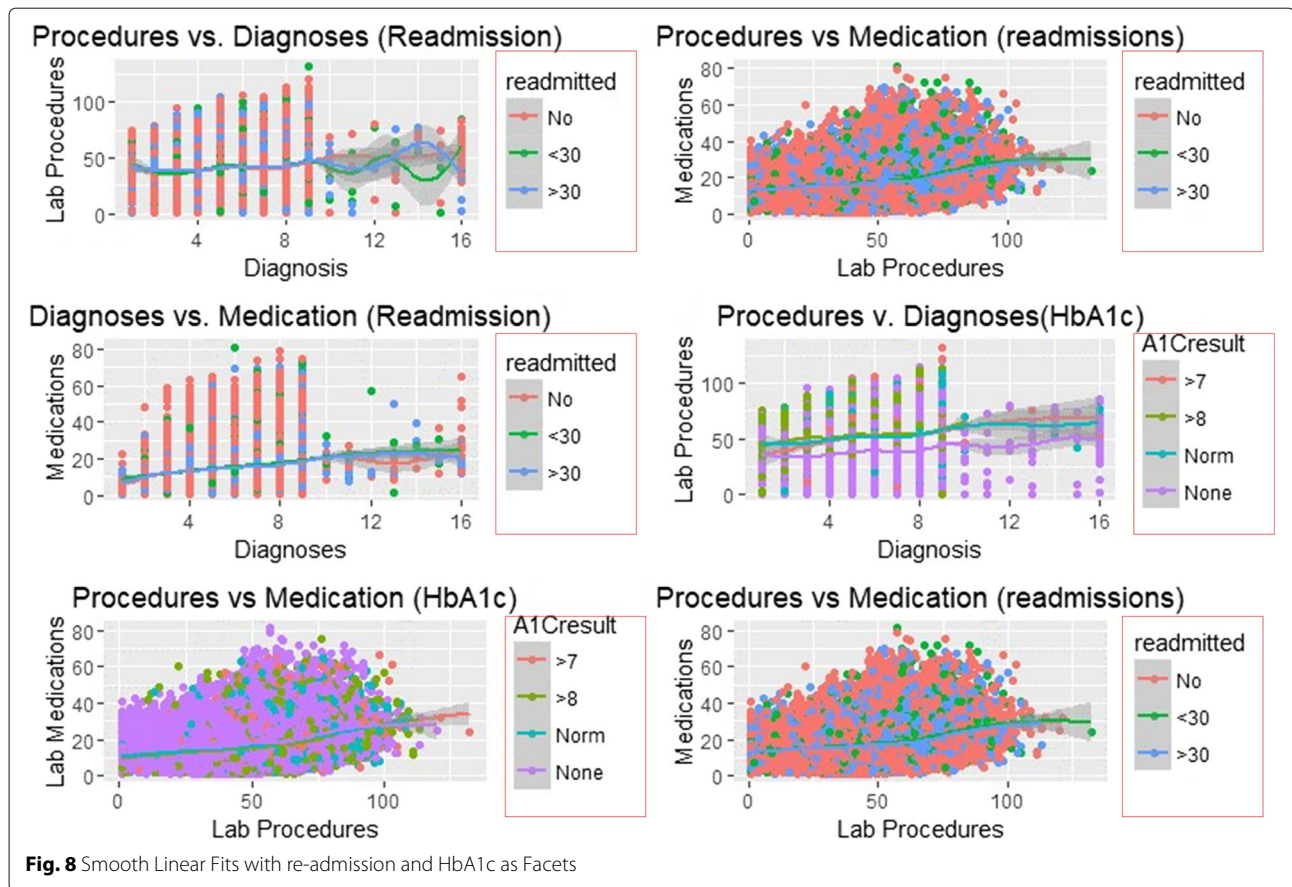 Procedures vs. Diagnoses (Readmission)
Lab Procedures
100
50
0
4
8
12
16
Diagnosis
readmitted
No
<30
>30
Procedures vs Medication (readmissions)
Medications
80
60
40
20
0
0
50
100
Lab Procedures
readmitted
No
<30
>30
Diagnoses vs. Medication (Readmission)
Medications
80
60
40
20
0
4
8
12
16
Diagnoses
readmitted
No
<30
>30
Procedures v. Diagnoses(HbA1c)
Lab Procedures
100
50
0
4
8
12
16
Diagnosis
A1Cresult
>7
>8
Norm
None
Procedures vs Medication (HbA1c)
Lab Medications
80
60
40
20
0
0
50
100
Lab Procedures
A1Cresult
>7
>8
Norm
None
Procedures vs Medication (readmissions)
Medications
80
60
40
20
0
0
50
100
Lab Procedures
readmitted
No
<30
>30
Fig. 8 Smooth Linear Fits with re-admission and HbA1c as Facets